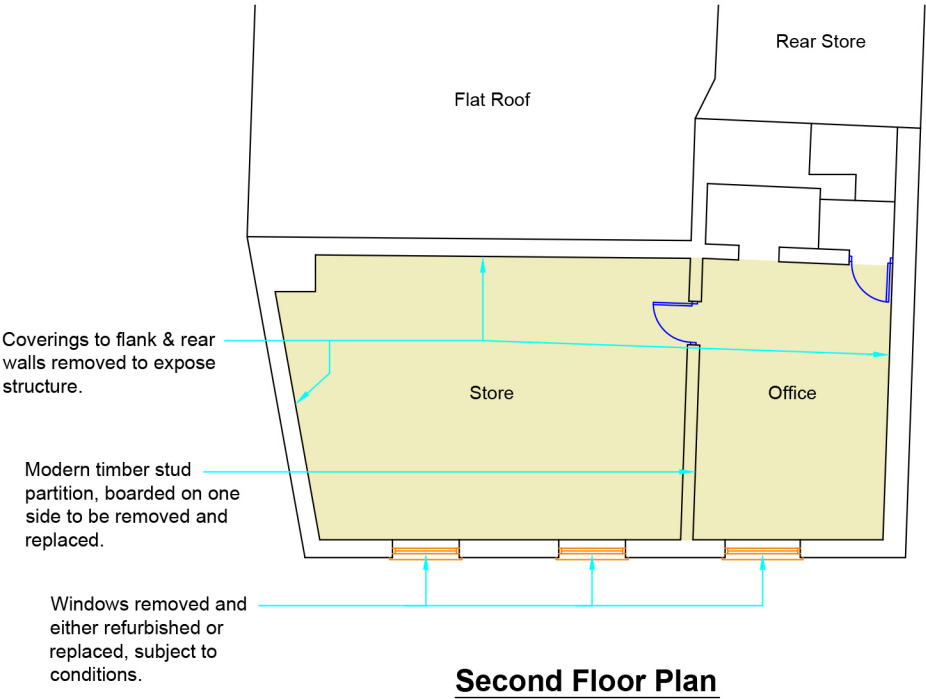 Rear Store
Flat Roof
Coverings to flank & rear
walls removed to expose
structure.
Store
Office
Modern timber stud
partition, boarded on one
side to be removed and
replaced.
Windows removed and
either refurbished or
replaced, subject to
conditions.
Second Floor Plan